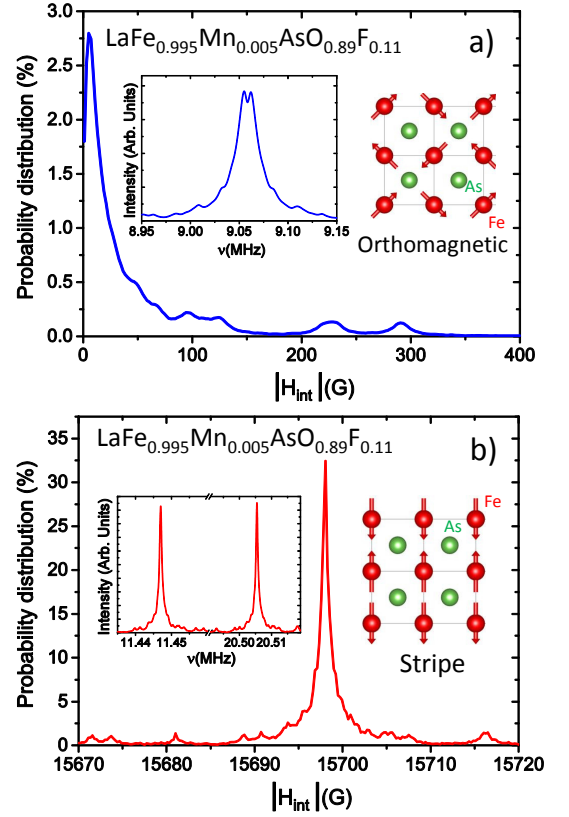 LaFe0.995Mn0.005AsO0.89F0.11
a)
Probability distribution (%)
3.0
2.5
2.0
1.5
1.0
0.5
0.0
Intensity (Arb. Units)
8.95 9.00 9.05 9.10 9.15
ν(MHz)
As
Fe
Orthomagnetic
0 100 200 300 400
|Hint|(G)
LaFe0.995Mn0.005AsO0.89F0.11
b)
Probability distribution (%)
35
30
25
20
15
10
5
0
Intensity (Arb. Units)
11.44 11.45 20.50 20.51
ν(MHz)
Fe
As
Stripe
15670 15680 15690 15700 15710 15720
|Hint|(G)